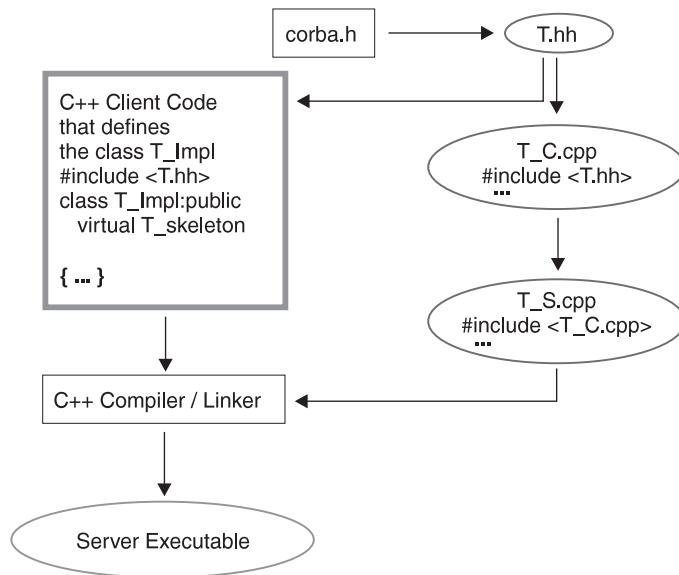 corba.h
T.hh
C++ Client Code
that defines
the class T_Impl
#include <T.hh>
class T_Impl:public
virtual T_skeleton
{ ... }
T_C.cpp
#include <T.hh>
...
T_S.cpp
#include <T_C.cpp>
...
C++ Compiler / Linker
Server Executable